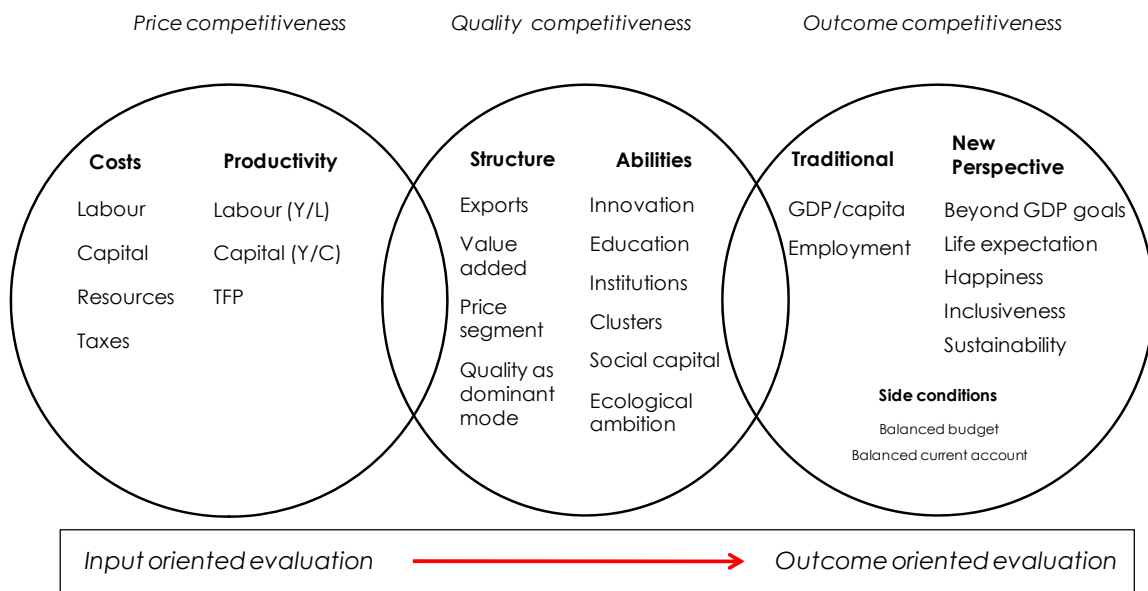 Price competitiveness
Quality competitiveness
Outcome competitiveness
Costs
Labour
Capital
Resources
Taxes
Productivity
Labour (Y/L)
Capital (Y/C)
TFP
Structure
Exports
Value
added
Price
segment
Quality as
dominant
mode
Abilities
Innovation
Education
Institutions
Clusters
Social capital
Ecological
ambition
Traditional
GDP/capita
Employment
New
Perspective
Beyond GDP goals
Life expectation
Happiness
Inclusiveness
Sustainability
Side conditions
Balanced budget
Balanced current account
Input oriented evaluation
Outcome oriented evaluation